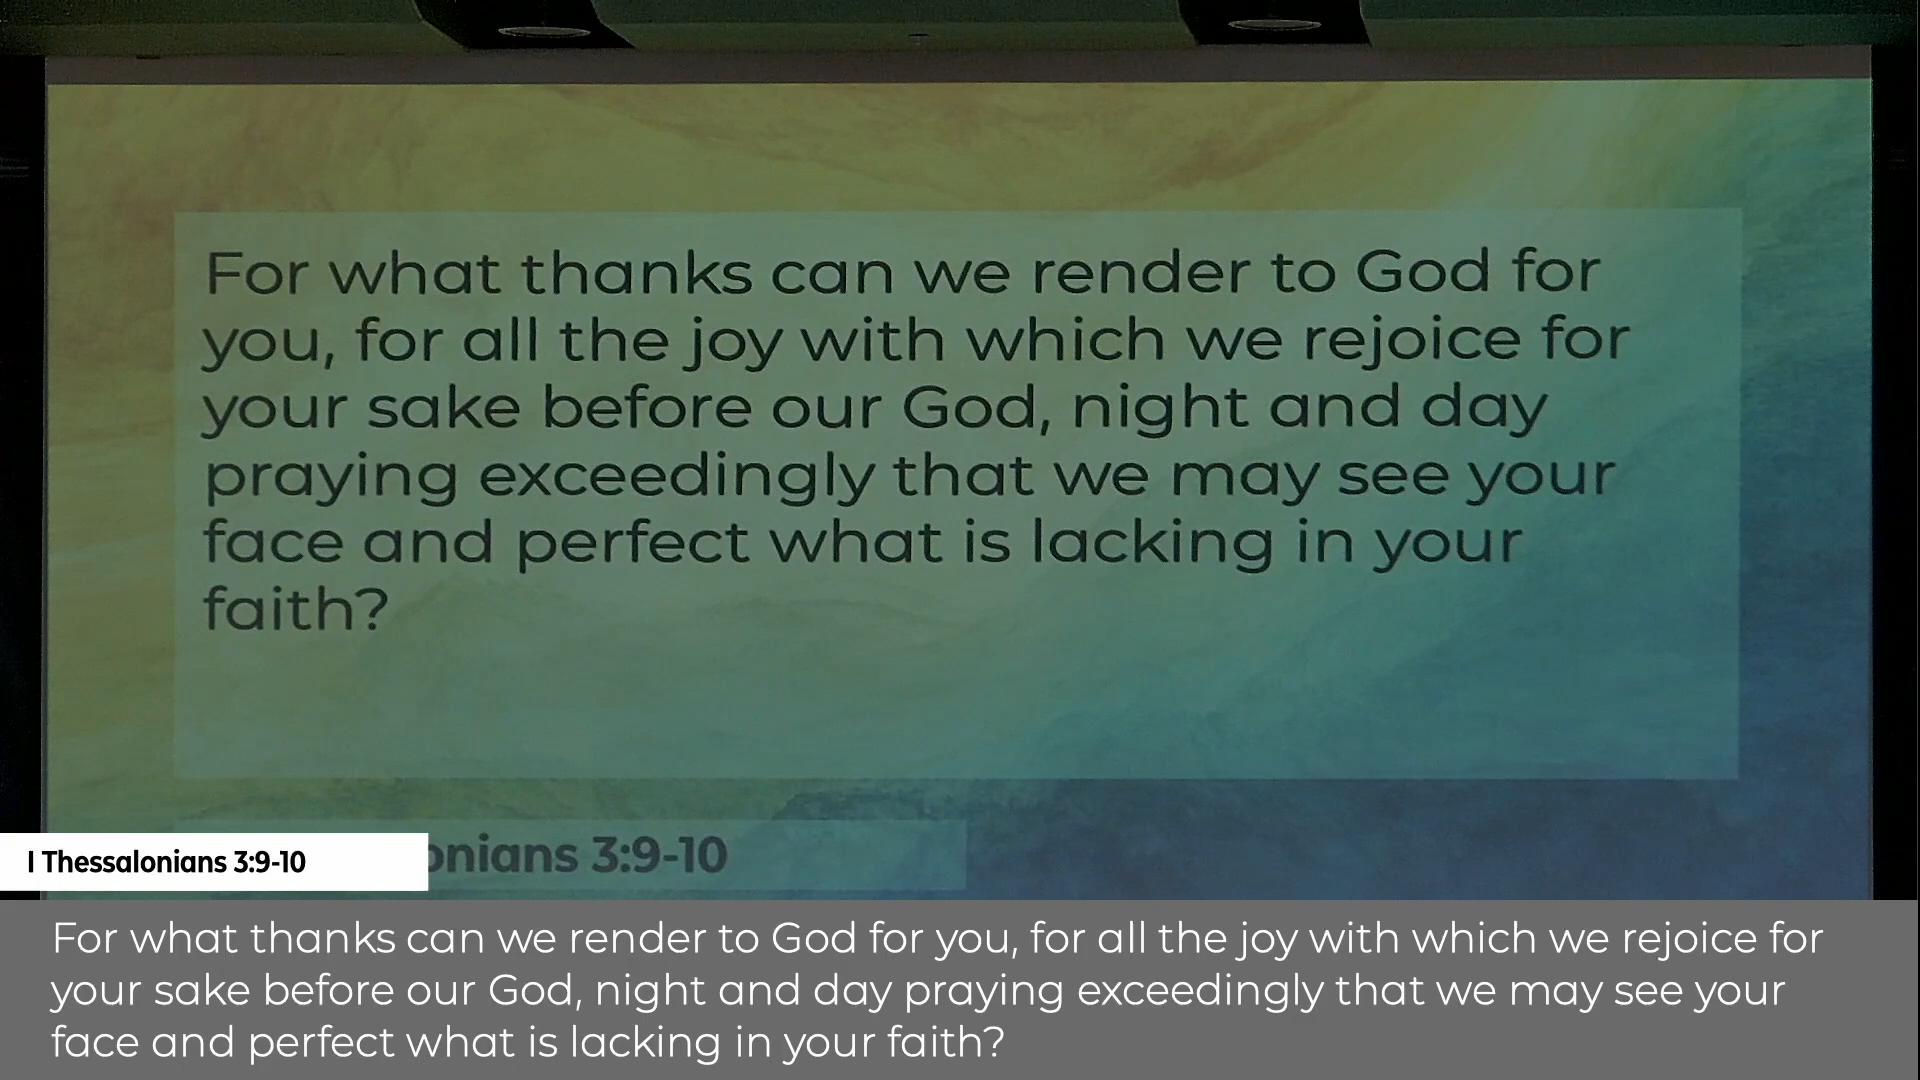 For what thanks can we render to God for
you, for all the joy with which we rejoice for
your sake before our God, night and day
praying exceedingly that we may see your
face and perfect what is lacking in your
faith?
onians 3:9-10
I Thessalonians 3:9-10
For what thanks can we render to God for you, for all the joy with which we rejoice for
your sake before our God, night and day praying exceedingly that we may see your
face and perfect what is lacking in your faith?